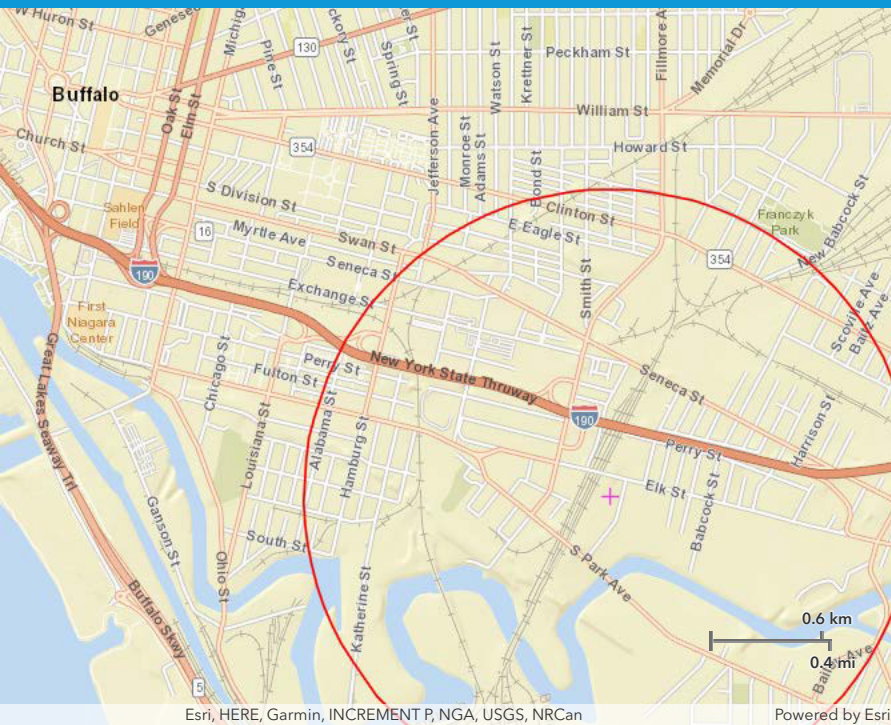 W Huron St
Genesee
Michig
Pine St
ckory St
Spring St
er St
130
Watson St
Krettner St
Peckham St
Fillmore A
Memorial Dr
Buffalo
Oak St
Elm St
William St
Church St
354
Jefferson Ave
Monroe St
Adams St
Bond St
Howard St
S Division St
Sahlen
Field
16
Myrtle Ave
Swan St
Clinton St
E Eagle St
Franczyk
Park
New Babcock St
190
Seneca St
354
Exchange S
Smith St
Scoville Ave
Baitz Ave
First
Niagara
Center
Great Lakes Seaway Trl
Chicago St
Perry St
Fulton St
New York State Thruway
Seneca St
Louisiana St
Alabama St
Hamburg St
190
Perry St
Harrison St
Elk St
Babcock St
Ganson St
South St
Ohio St
S Park Ave
Buffalo Skwy
Katherine St
0.6 km
0.4 mi
Bailey Ave
5
Esri, HERE, Garmin, INCREMENT P, NGA, USGS, NRCan
Powered by Esri